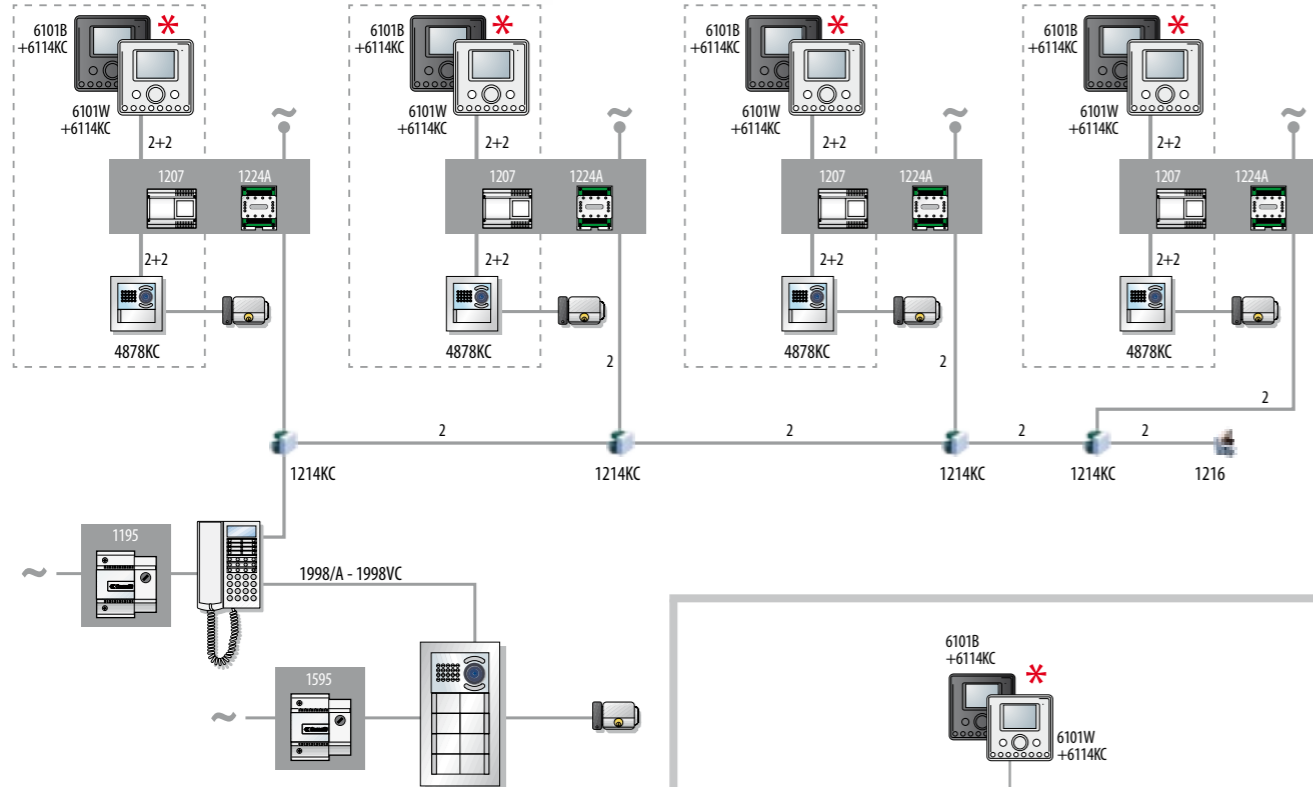 6101B
+6114KC
*
6101W
+6114KC
2+2
1207
1224A
~
2+2
4878KC
6101B
+6114KC
*
6101W
+6114KC
2+2
1207
1224A
~
2+2
4878KC
2
6101B
+6114KC
*
6101W
+6114KC
2+2
1207
1224A
~
2+2
4878KC
2
6101B
+6114KC
*
6101W
+6114KC
2+2
1207
1224A
~
2+2
4878KC
2
2
2
2
2
1214KC
1214KC
1214KC
1214KC
1216
1195
~
1998/A - 1998VC
1595
~
6101B
+6114KC
*
6101W
+6114KC